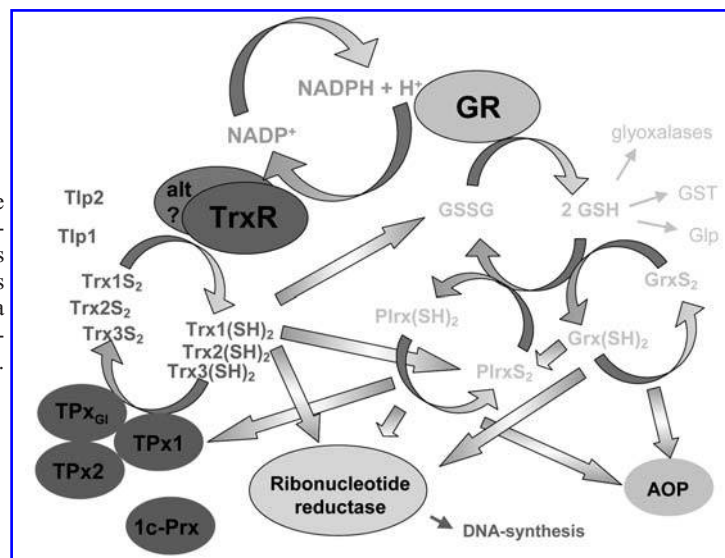 NADPH + H⁺
GR
NADP⁺
glyoxalases
alt
?
TrxR
Tlp2
Tlp1
GSSG
2 GSH
GST
Glp
Trx1S₂
Trx2S₂
Trx3S₂
GrxS₂
Trx1(SH)₂
Trx2(SH)₂
Trx3(SH)₂
Plrx(SH)₂
Grx(SH)₂
PlrxS₂
TPxGl
TPx1
TPx2
Ribonucleotide
reductase
AOP
1c-Prx
DNA-synthesis